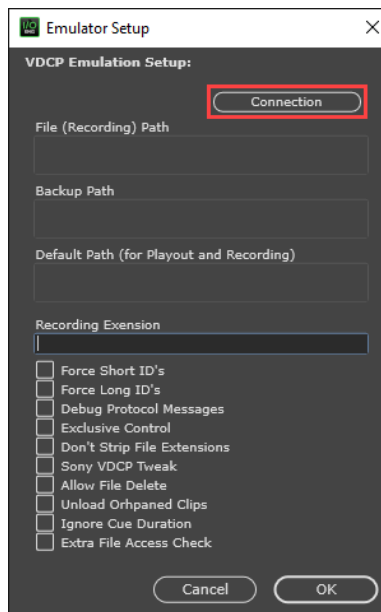 Emulator Setup
VDCP Emulation Setup:
Connection
File (Recording) Path
Backup Path
Default Path (for Playout and Recording)
Recording Exension
Force Short ID's
Force Long ID's
Debug Protocol Messages
Exclusive Control
Don't Strip File Extensions
Sony VDCP Tweak
Allow File Delete
Unload Orhpaned Clips
Ignore Cue Duration
Extra File Access Check
Cancel OK